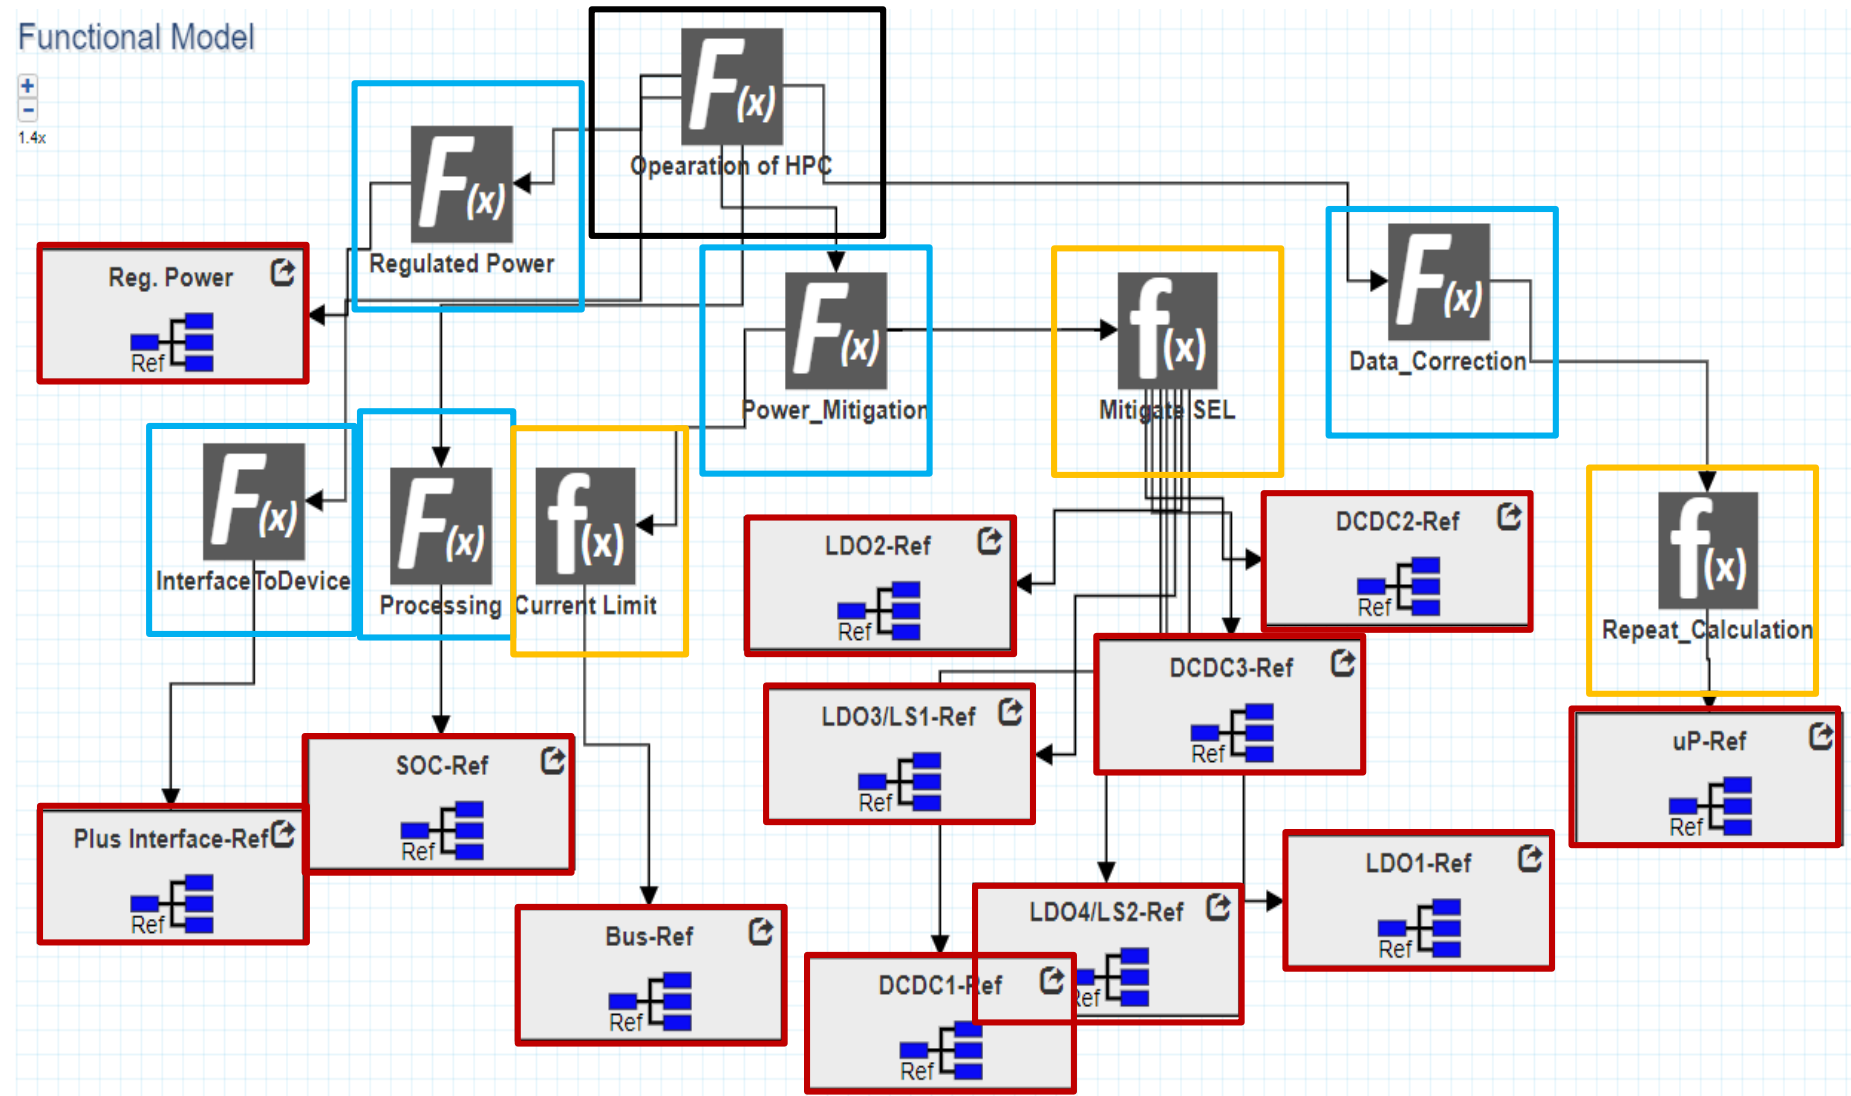 Functional Model
+
−
1.4x
F(x)
Opearation of HPC
F(x)
Regulated Power
Reg. Power
Ref
F(x)
Power_Mitigation
f(x)
Mitigate SEL
F(x)
Data_Correction
F(x)
InterfaceToDevice
F(x)
Processing
f(x)
Current Limit
LDO2-Ref
Ref
DCDC2-Ref
Ref
f(x)
Repeat_Calculation
DCDC3-Ref
Ref
LDO3/LS1-Ref
Ref
uP-Ref
Ref
SOC-Ref
Ref
Plus Interface-Ref
Ref
LDO1-Ref
Ref
Bus-Ref
Ref
LDO4/LS2-Ref
Ref
DCDC1-Ref
Ref